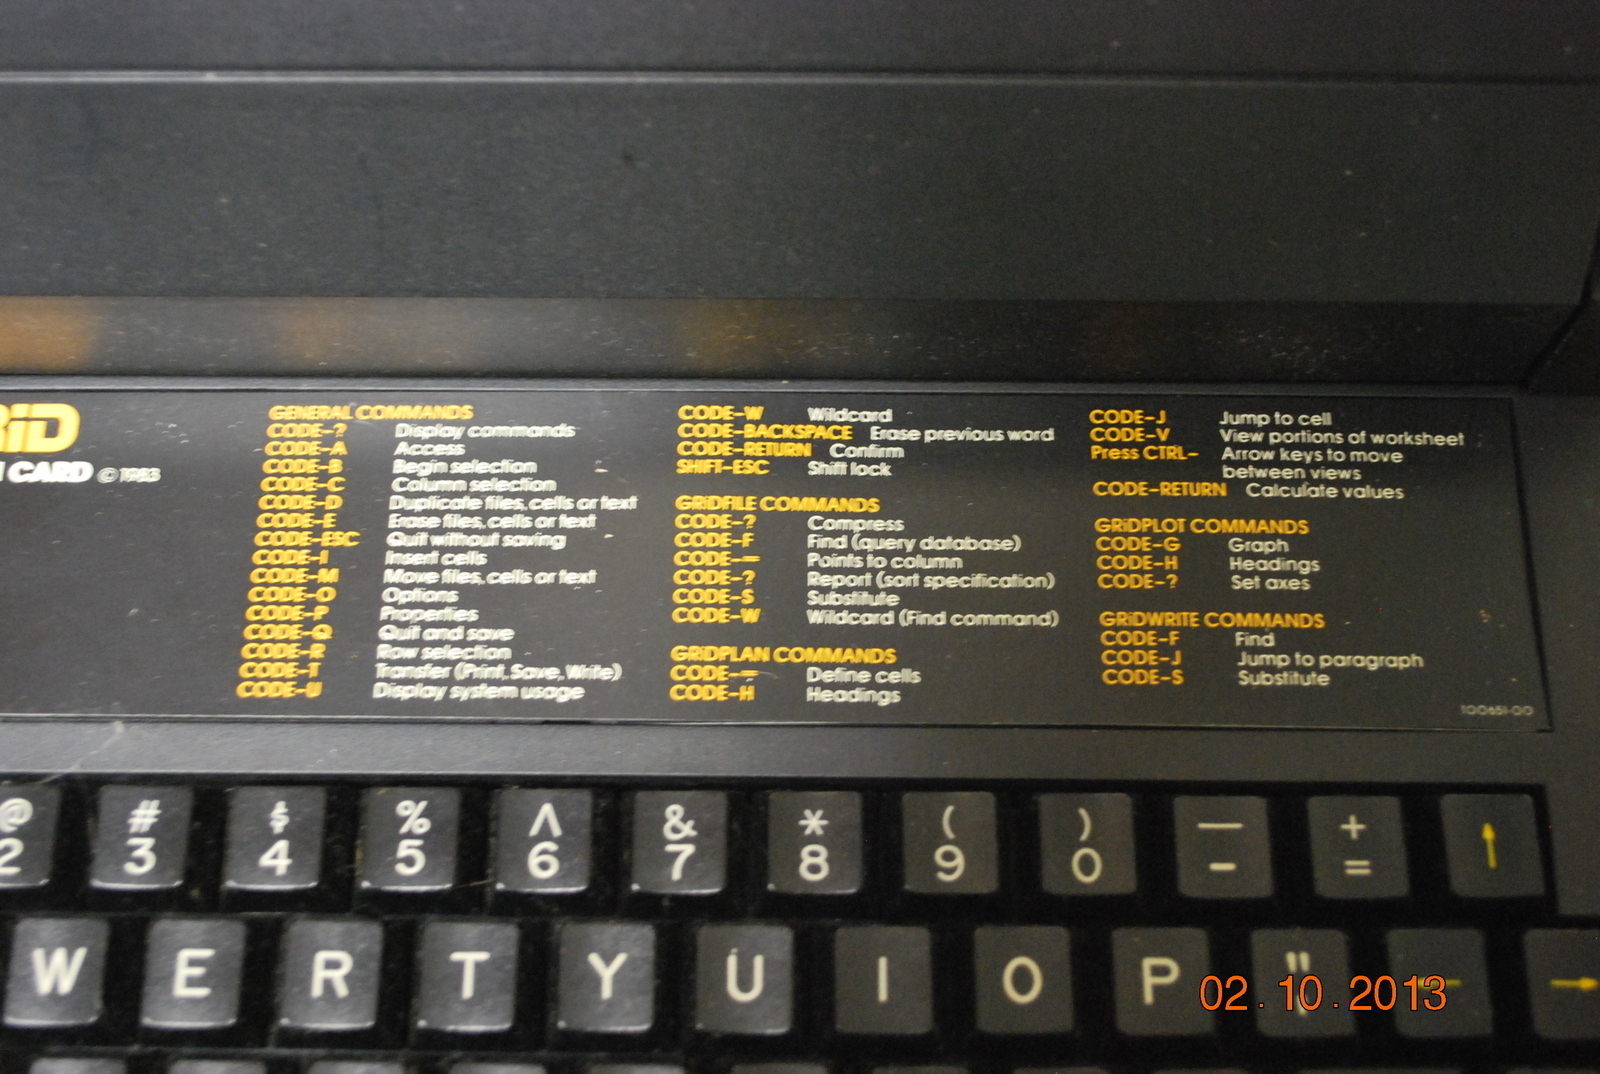 RiD
CARD © 1983
GENERAL COMMANDS
CODE-? Display commands
CODE-A Access
CODE-B Begin selection
CODE-C Column selection
CODE-D Duplicate files, cells or text
CODE-E Erase files, cells or text
CODE-ESC Quit without saving
CODE-I Insert cells
CODE-M Move files, cells or text
CODE-O Options
CODE-P Properties
CODE-Q Quit and save
CODE-R Row selection
CODE-T Transfer (Print, Save, Write)
CODE-U Display system usage
CODE-W Wildcard
CODE-BACKSPACE Erase previous word
CODE-RETURN Confirm
SHIFT-ESC Shift lock
GRiDFILE COMMANDS
CODE-? Compress
CODE-F Find (query database)
CODE-= Points to column
CODE-? Report (sort specification)
CODE-S Substitute
CODE-W Wildcard (Find command)
GRiDPLAN COMMANDS
CODE-= Define cells
CODE-H Headings
CODE-J Jump to cell
CODE-V View portions of worksheet
Press CTRL- Arrow keys to move
between views
CODE-RETURN Calculate values
GRiDPLOT COMMANDS
CODE-G Graph
CODE-H Headings
CODE-? Set axes
GRiDWRITE COMMANDS
CODE-F Find
CODE-J Jump to paragraph
CODE-S Substitute
100651-00
@ # $ % ^ & * ( ) — + ↑
2 3 4 5 6 7 8 9 0 - =
W E R T Y U I O P " ← →
02.10.2013